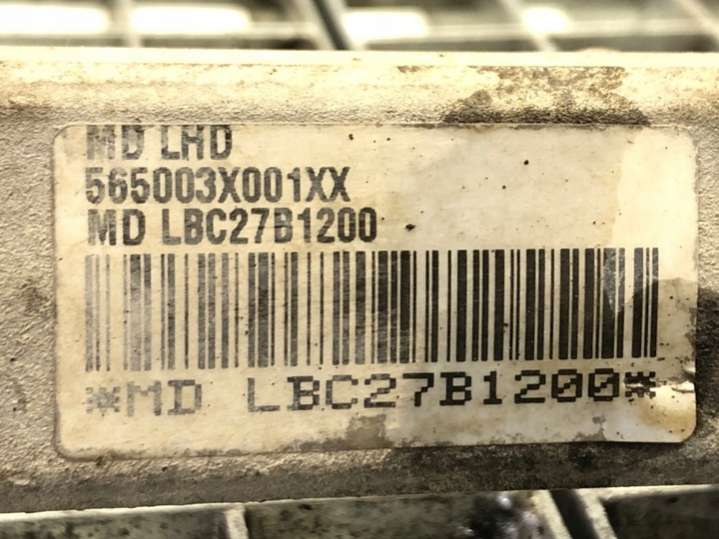 MD LHD
565003X001XX
MD LBC27B1200
*MD LBC27B1200*